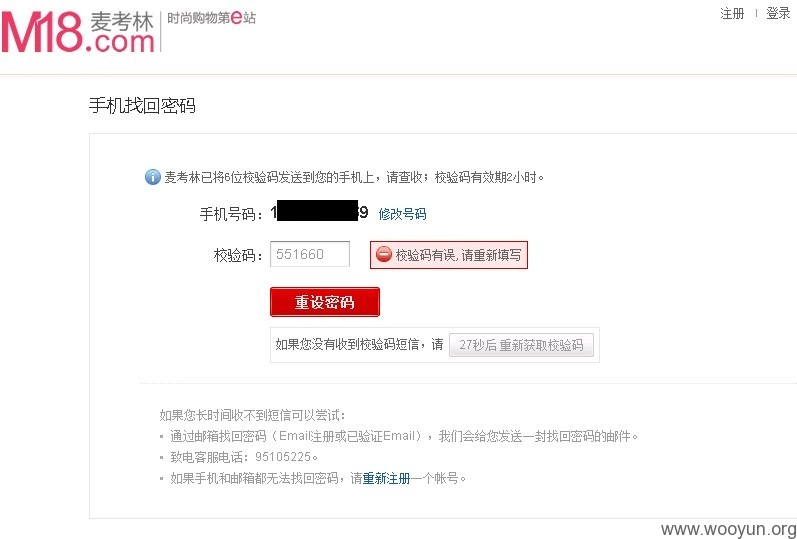 M18.com 麦考林 时尚购物第e站
注册 | 登录
手机找回密码
麦考林已将6位校验码发送到您的手机上，请查收；校验码有效期2小时。
手机号码：1 9 修改号码
校验码：551660 校验码有误,请重新填写
重设密码
如果您没有收到校验码短信，请 27秒后重新获取校验码
如果您长时间收不到短信可以尝试：
▪ 通过邮箱找回密码（Email注册或已验证Email），我们会给您发送一封找回密码的邮件。
▪ 致电客服电话：95105225。
▪ 如果手机和邮箱都无法找回密码，请重新注册一个帐号。
www.wooyun.org